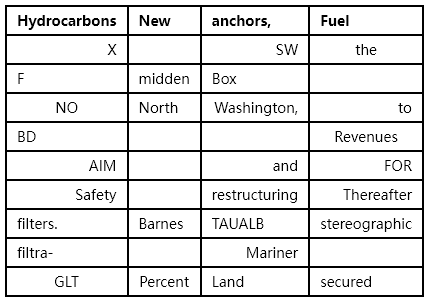 Hydrocarbons New anchors, Fuel
X SW the
F midden Box
NO North Washington, to
BD Revenues
AIM and FOR
Safety restructuring Thereafter
filters. Barnes TAUALB stereographic
filtra- Mariner
GLT Percent Land secured